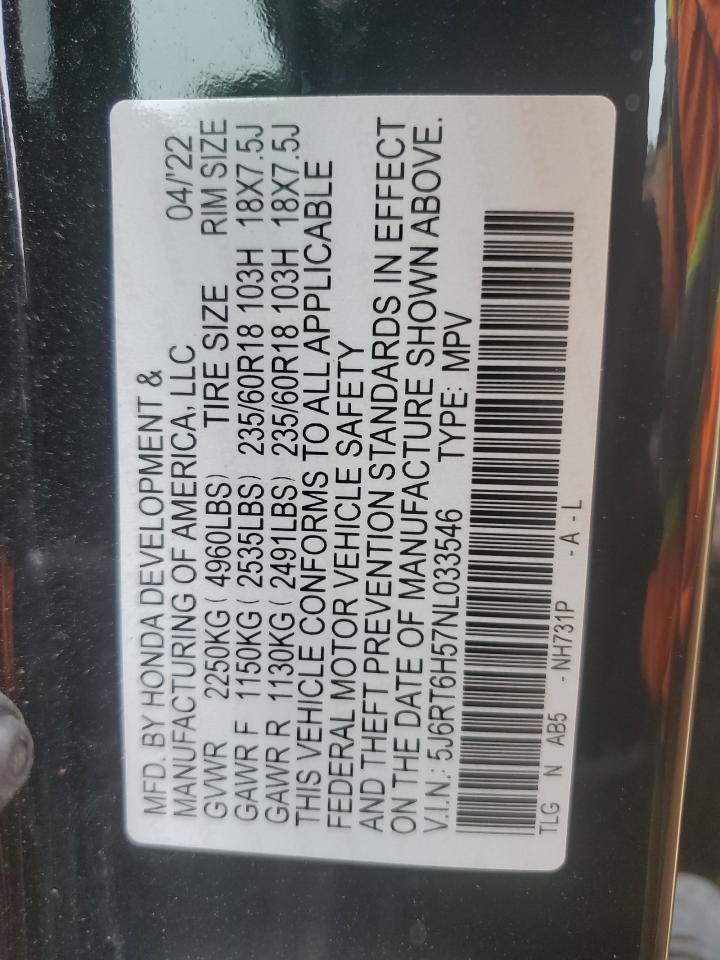 MFD. BY HONDA DEVELOPMENT &
MANUFACTURING OF AMERICA, LLC 04/'22
GVWR 2250KG ( 4960LBS) TIRE SIZE RIM SIZE
GAWR F 1150KG ( 2535LBS) 235/60R18 103H 18X7.5J
GAWR R 1130KG ( 2491LBS) 235/60R18 103H 18X7.5J
THIS VEHICLE CONFORMS TO ALL APPLICABLE
FEDERAL MOTOR VEHICLE SAFETY
AND THEFT PREVENTION STANDARDS IN EFFECT
ON THE DATE OF MANUFACTURE SHOWN ABOVE.
V.I.N.: 5J6RT6H57NL033546 TYPE: MPV
TLG N AB5 - NH731P - A - L